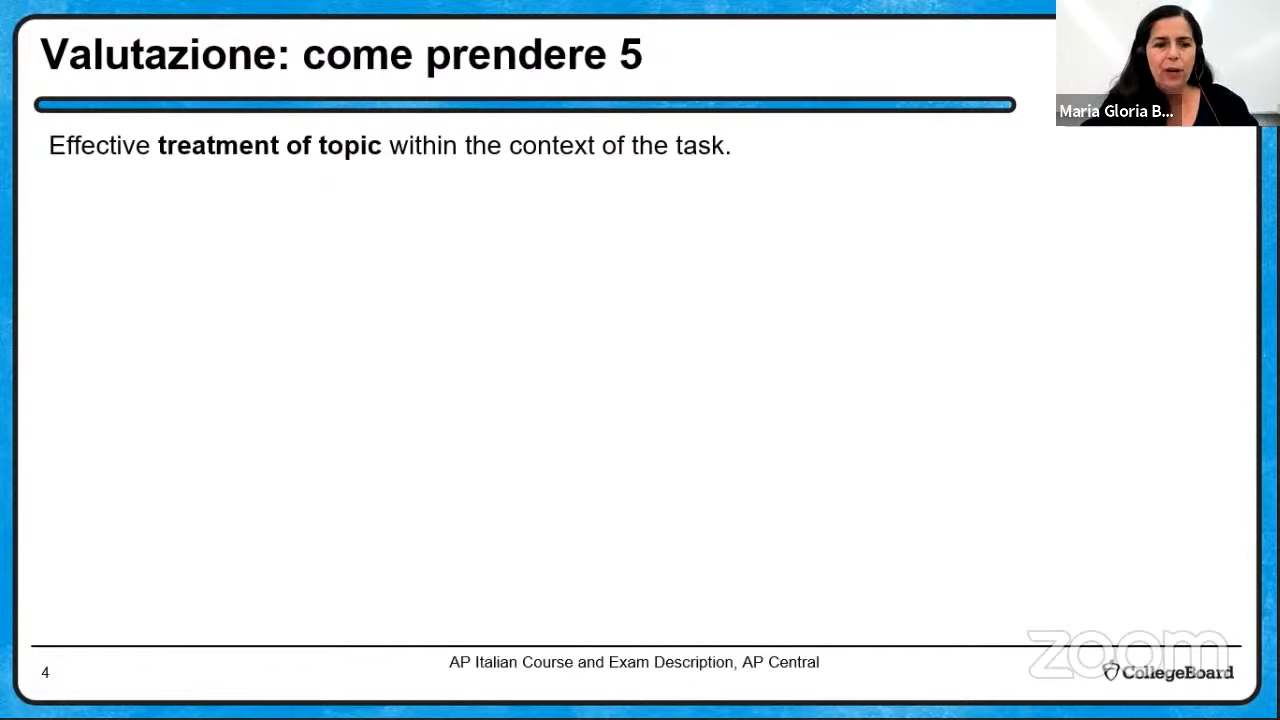 Valutazione: come prendere 5
Maria Gloria B...
Effective treatment of topic within the context of the task.
AP Italian Course and Exam Description, AP Central
zoom
4
CollegeBoard